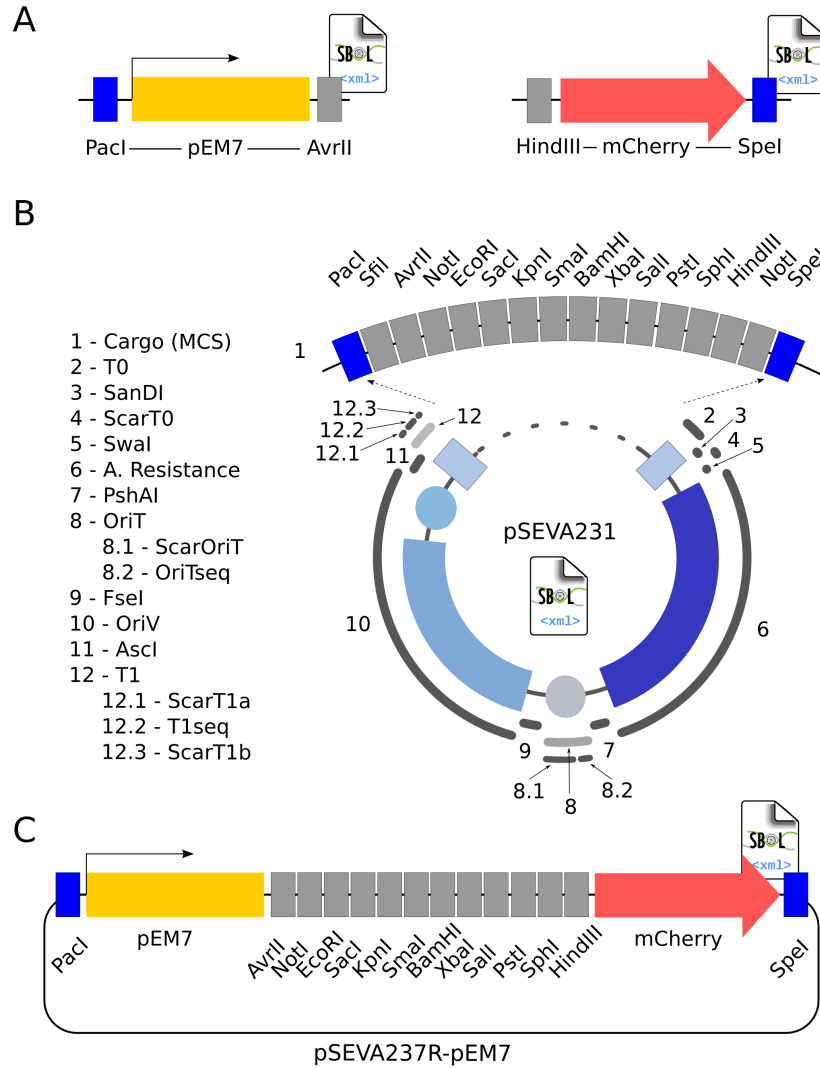 A
SBOL
<xml>
SBOL
<xml>
PacI pEM7 AvrII
HindIII mCherry SpeI
B
PacI SfiI AvrII NotI EcoRI SacI KpnI SmaI BamHI XbaI SalI PstI SphI HindIII NotI SpeI
1 - Cargo (MCS)
2 - T0
3 - SanDI
4 - ScarT0
5 - SwaI
6 - A. Resistance
7 - PshAI
8 - OriT
8.1 - ScarOriT
8.2 - OriTseq
9 - FseI
10 - OriV
11 - AscI
12 - T1
12.1 - ScarT1a
12.2 - T1seq
12.3 - ScarT1b
1
12.3
12.2
12.1
12
11
2
3
4
5
pSEVA231
SBOL
<xml>
10
6
9
7
8.1
8
8.2
C
SBOL
<xml>
PacI
pEM7
AvrII NotI EcoRI SacI KpnI SmaI BamHI XbaI SalI PstI SphI HindIII
mCherry
SpeI
pSEVA237R-pEM7